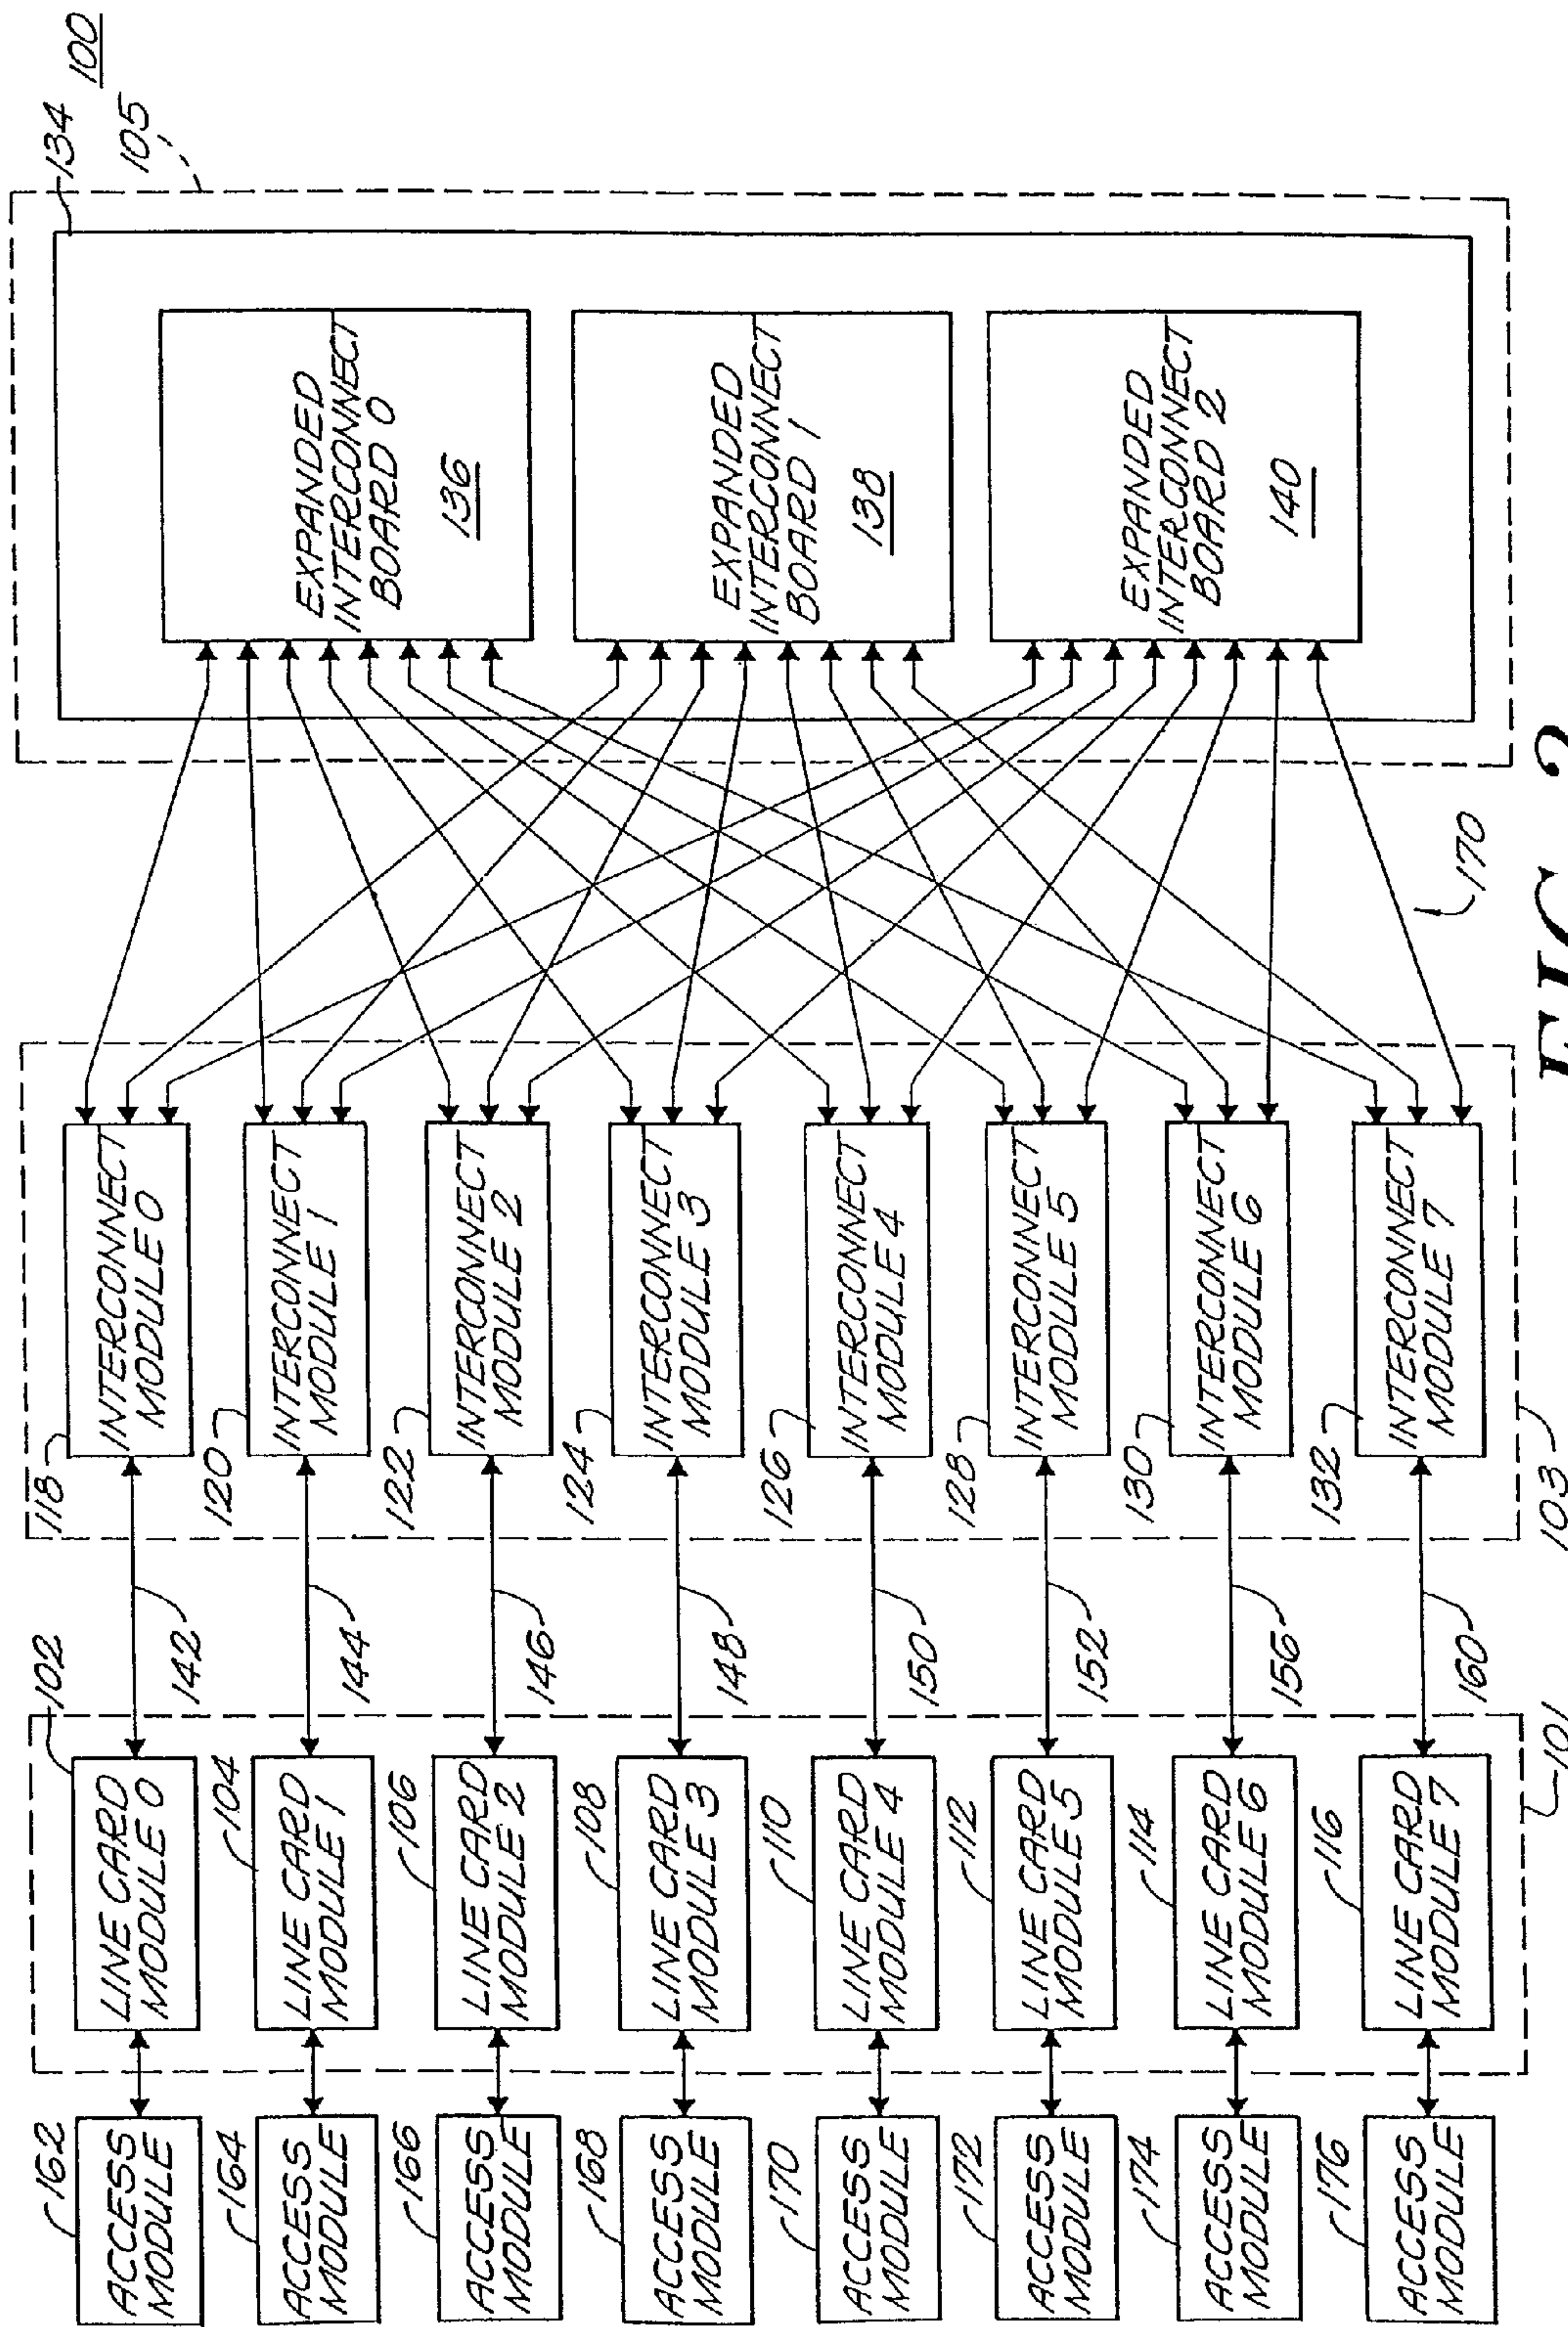 100
105
134
162
ACCESS
MODULE
102
LINE CARD
MODULE 0
142
118
INTERCONNECT
MODULE 0
164
ACCESS
MODULE
104
LINE CARD
MODULE 1
144
120
INTERCONNECT
MODULE 1
EXPANDED
INTERCONNECT
BOARD 0
136
166
ACCESS
MODULE
106
LINE CARD
MODULE 2
146
122
INTERCONNECT
MODULE 2
168
ACCESS
MODULE
108
LINE CARD
MODULE 3
148
124
INTERCONNECT
MODULE 3
EXPANDED
INTERCONNECT
BOARD 1
138
170
ACCESS
MODULE
110
LINE CARD
MODULE 4
150
126
INTERCONNECT
MODULE 4
172
ACCESS
MODULE
112
LINE CARD
MODULE 5
152
128
INTERCONNECT
MODULE 5
EXPANDED
INTERCONNECT
BOARD 2
140
174
ACCESS
MODULE
114
LINE CARD
MODULE 6
156
130
INTERCONNECT
MODULE 6
176
ACCESS
MODULE
116
LINE CARD
MODULE 7
160
132
INTERCONNECT
MODULE 7
170
101
103